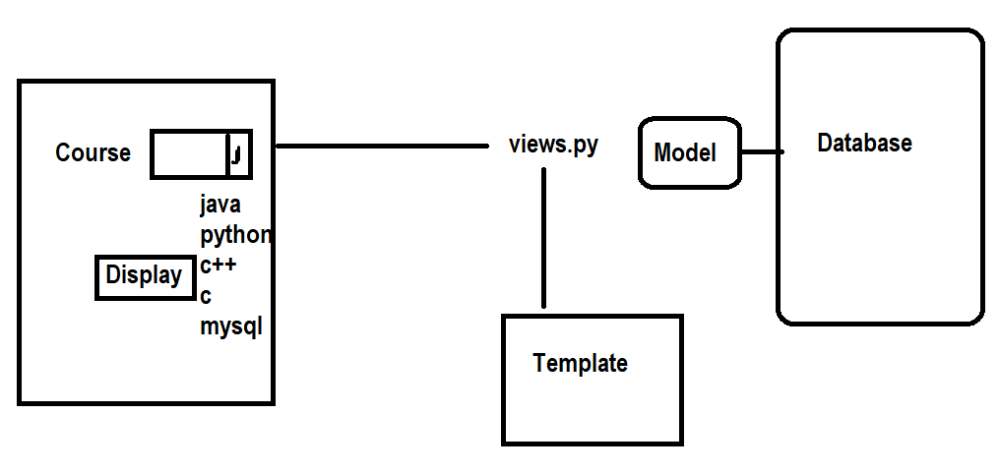 Course
java
python
c++
c
mysql
Display
views.py
Template
Model
Database